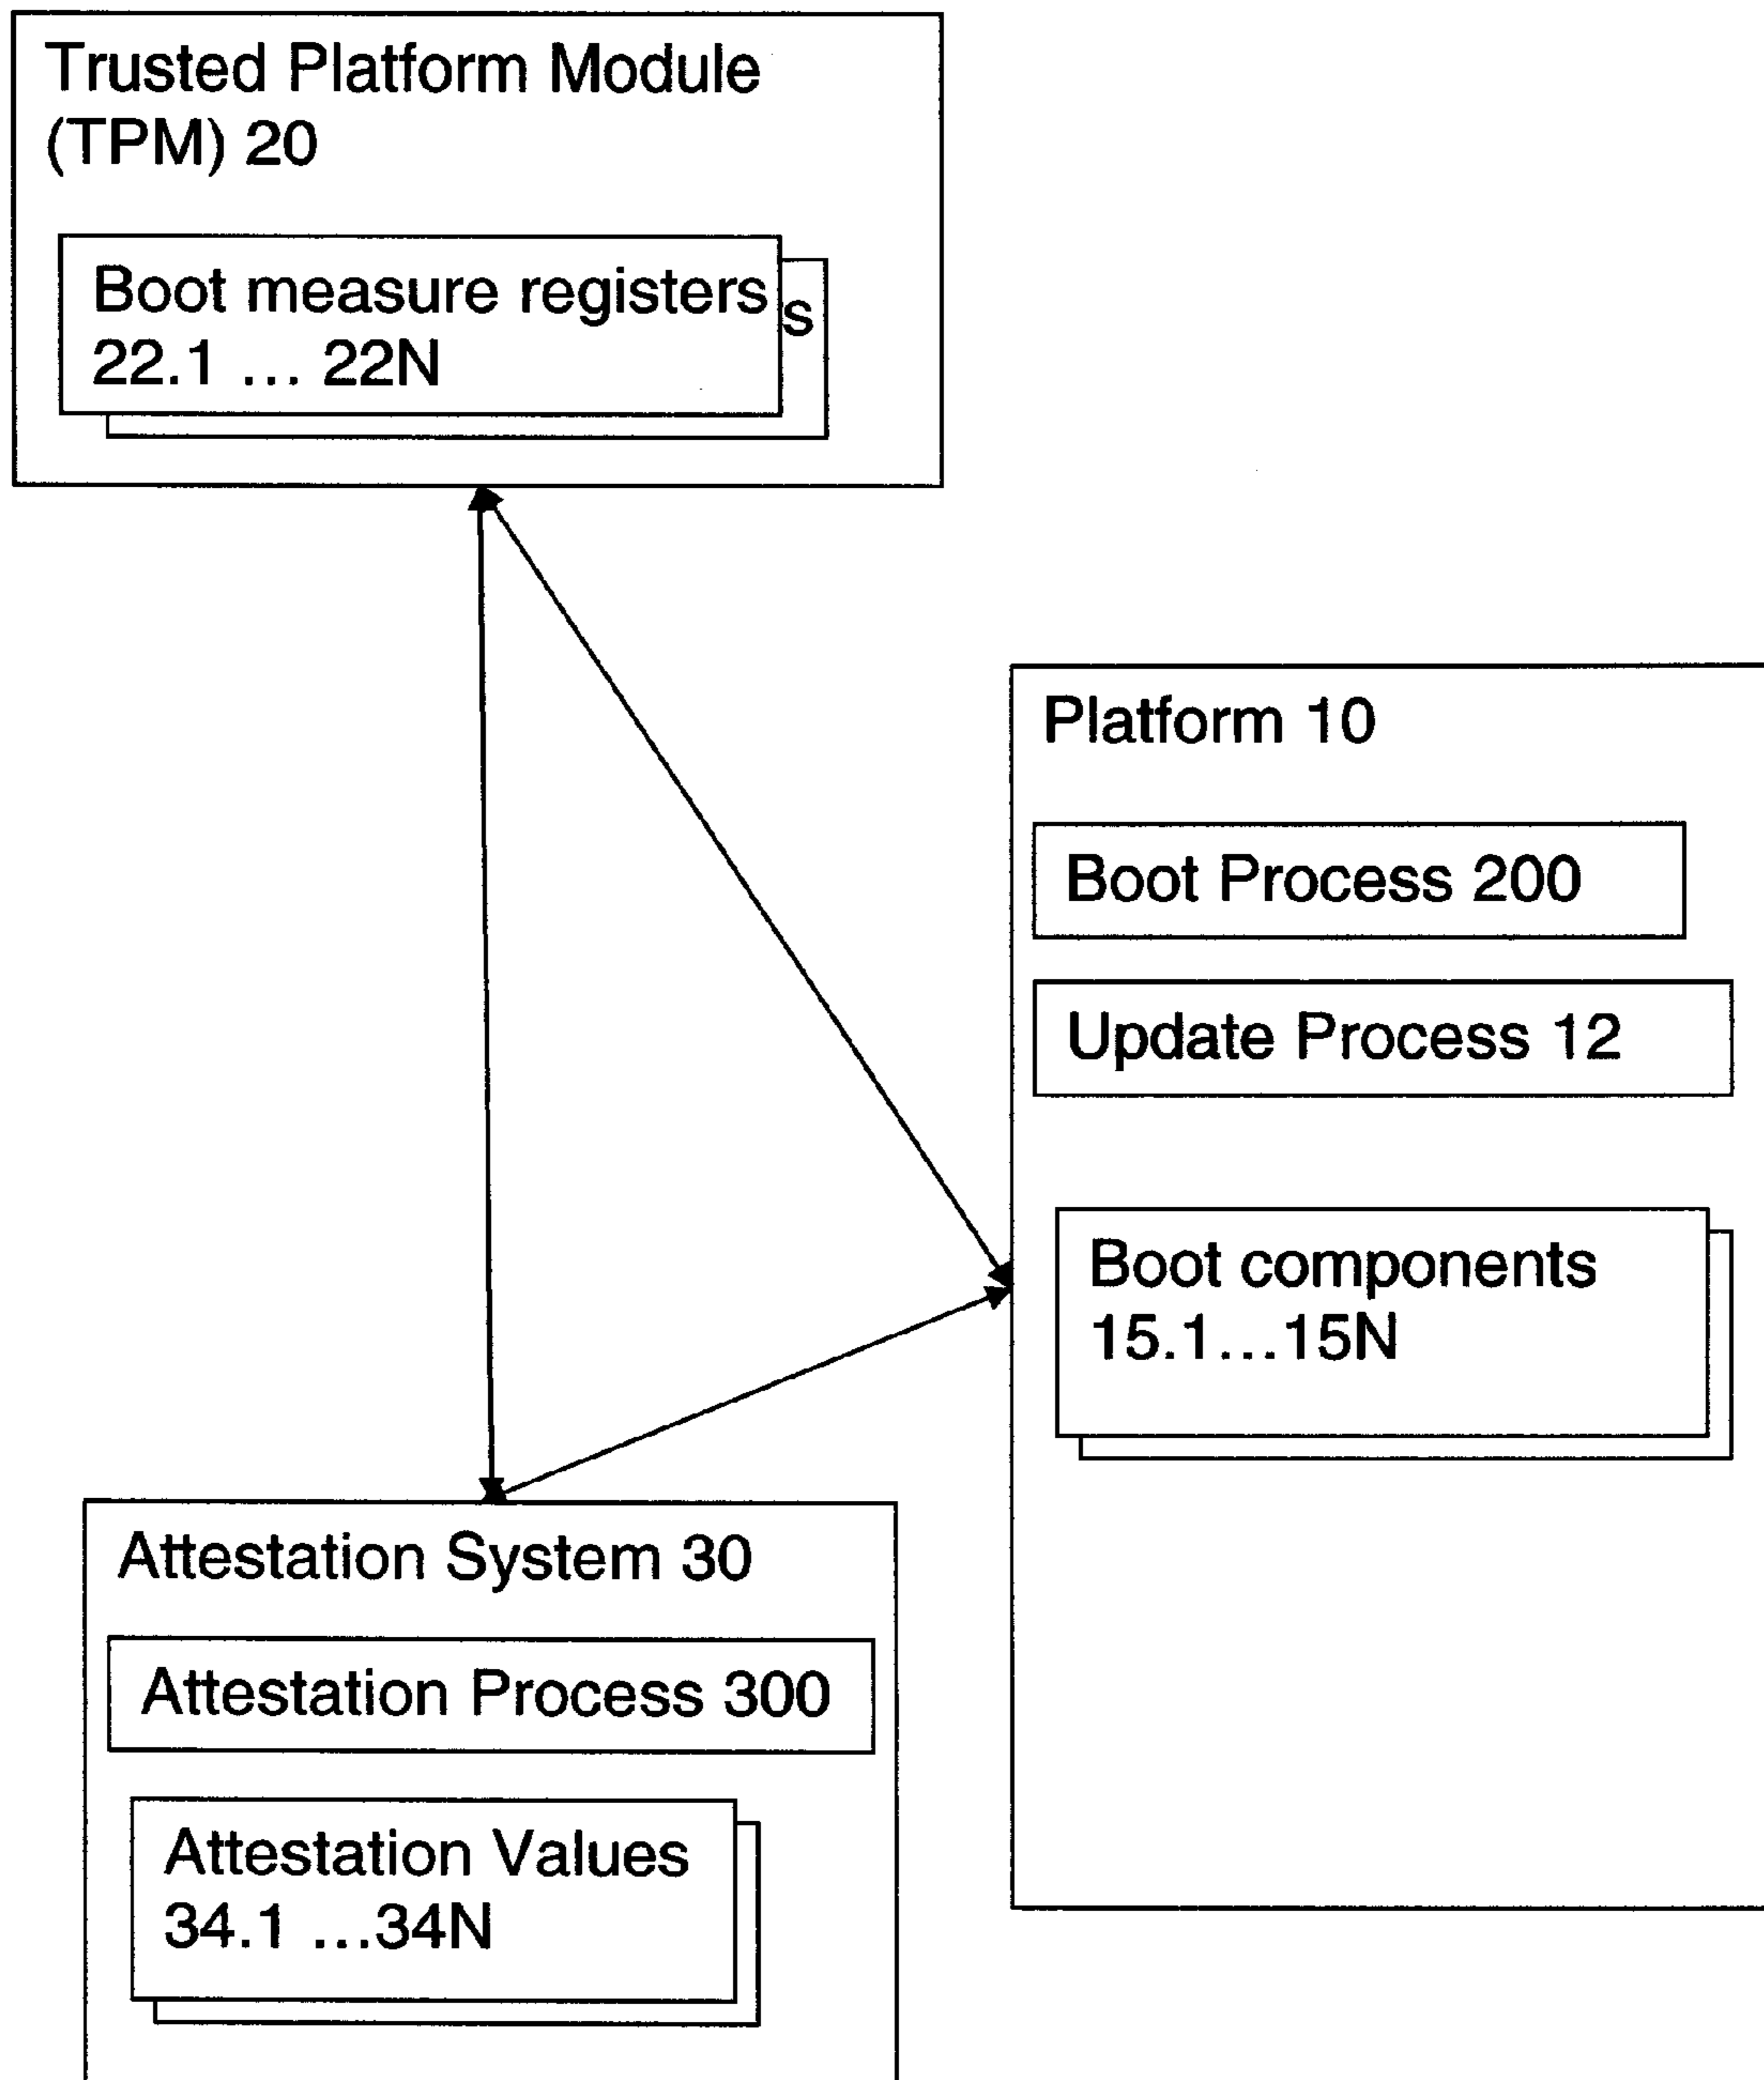 Trusted Platform Module
(TPM) 20
Boot measure registers
s
22.1 ... 22N
Platform 10
Boot Process 200
Update Process 12
Boot components
15.1...15N
Attestation System 30
Attestation Process 300
Attestation Values
34.1 ...34N